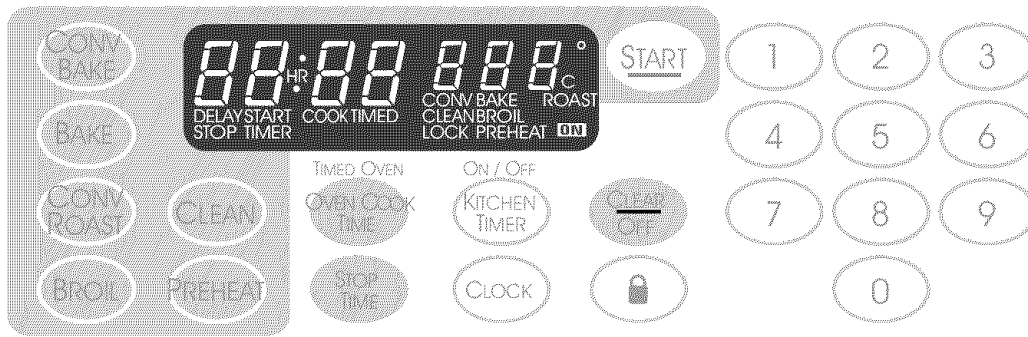 CONV
BAKE
88:88
HR
888°
C
CONV BAKE ROAST
DELAY START COOK TIMED CLEAN BROIL
STOP TIMER LOCK PREHEAT ON
START
1 2 3
BAKE
4 5 6
TIMED OVEN
ON / OFF
CONV
ROAST
CLEAN
OVEN COOK
TIME
KITCHEN
TIMER
CLEAR
OFF
7 8 9
BROIL
PREHEAT
STOP
TIME
CLOCK
0